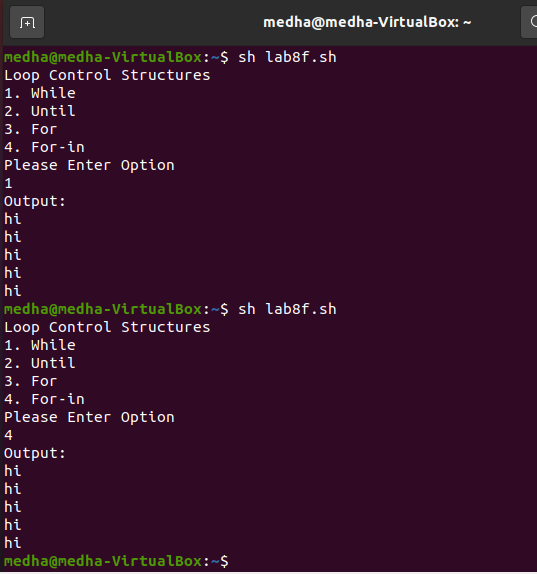 medha@medha-VirtualBox: ~
medha@medha-VirtualBox:~$ sh lab8f.sh
Loop Control Structures
1. While
2. Until
3. For
4. For-in
Please Enter Option
1
Output:
hi
hi
hi
hi
hi
medha@medha-VirtualBox:~$ sh lab8f.sh
Loop Control Structures
1. While
2. Until
3. For
4. For-in
Please Enter Option
4
Output:
hi
hi
hi
hi
hi
medha@medha-VirtualBox:~$